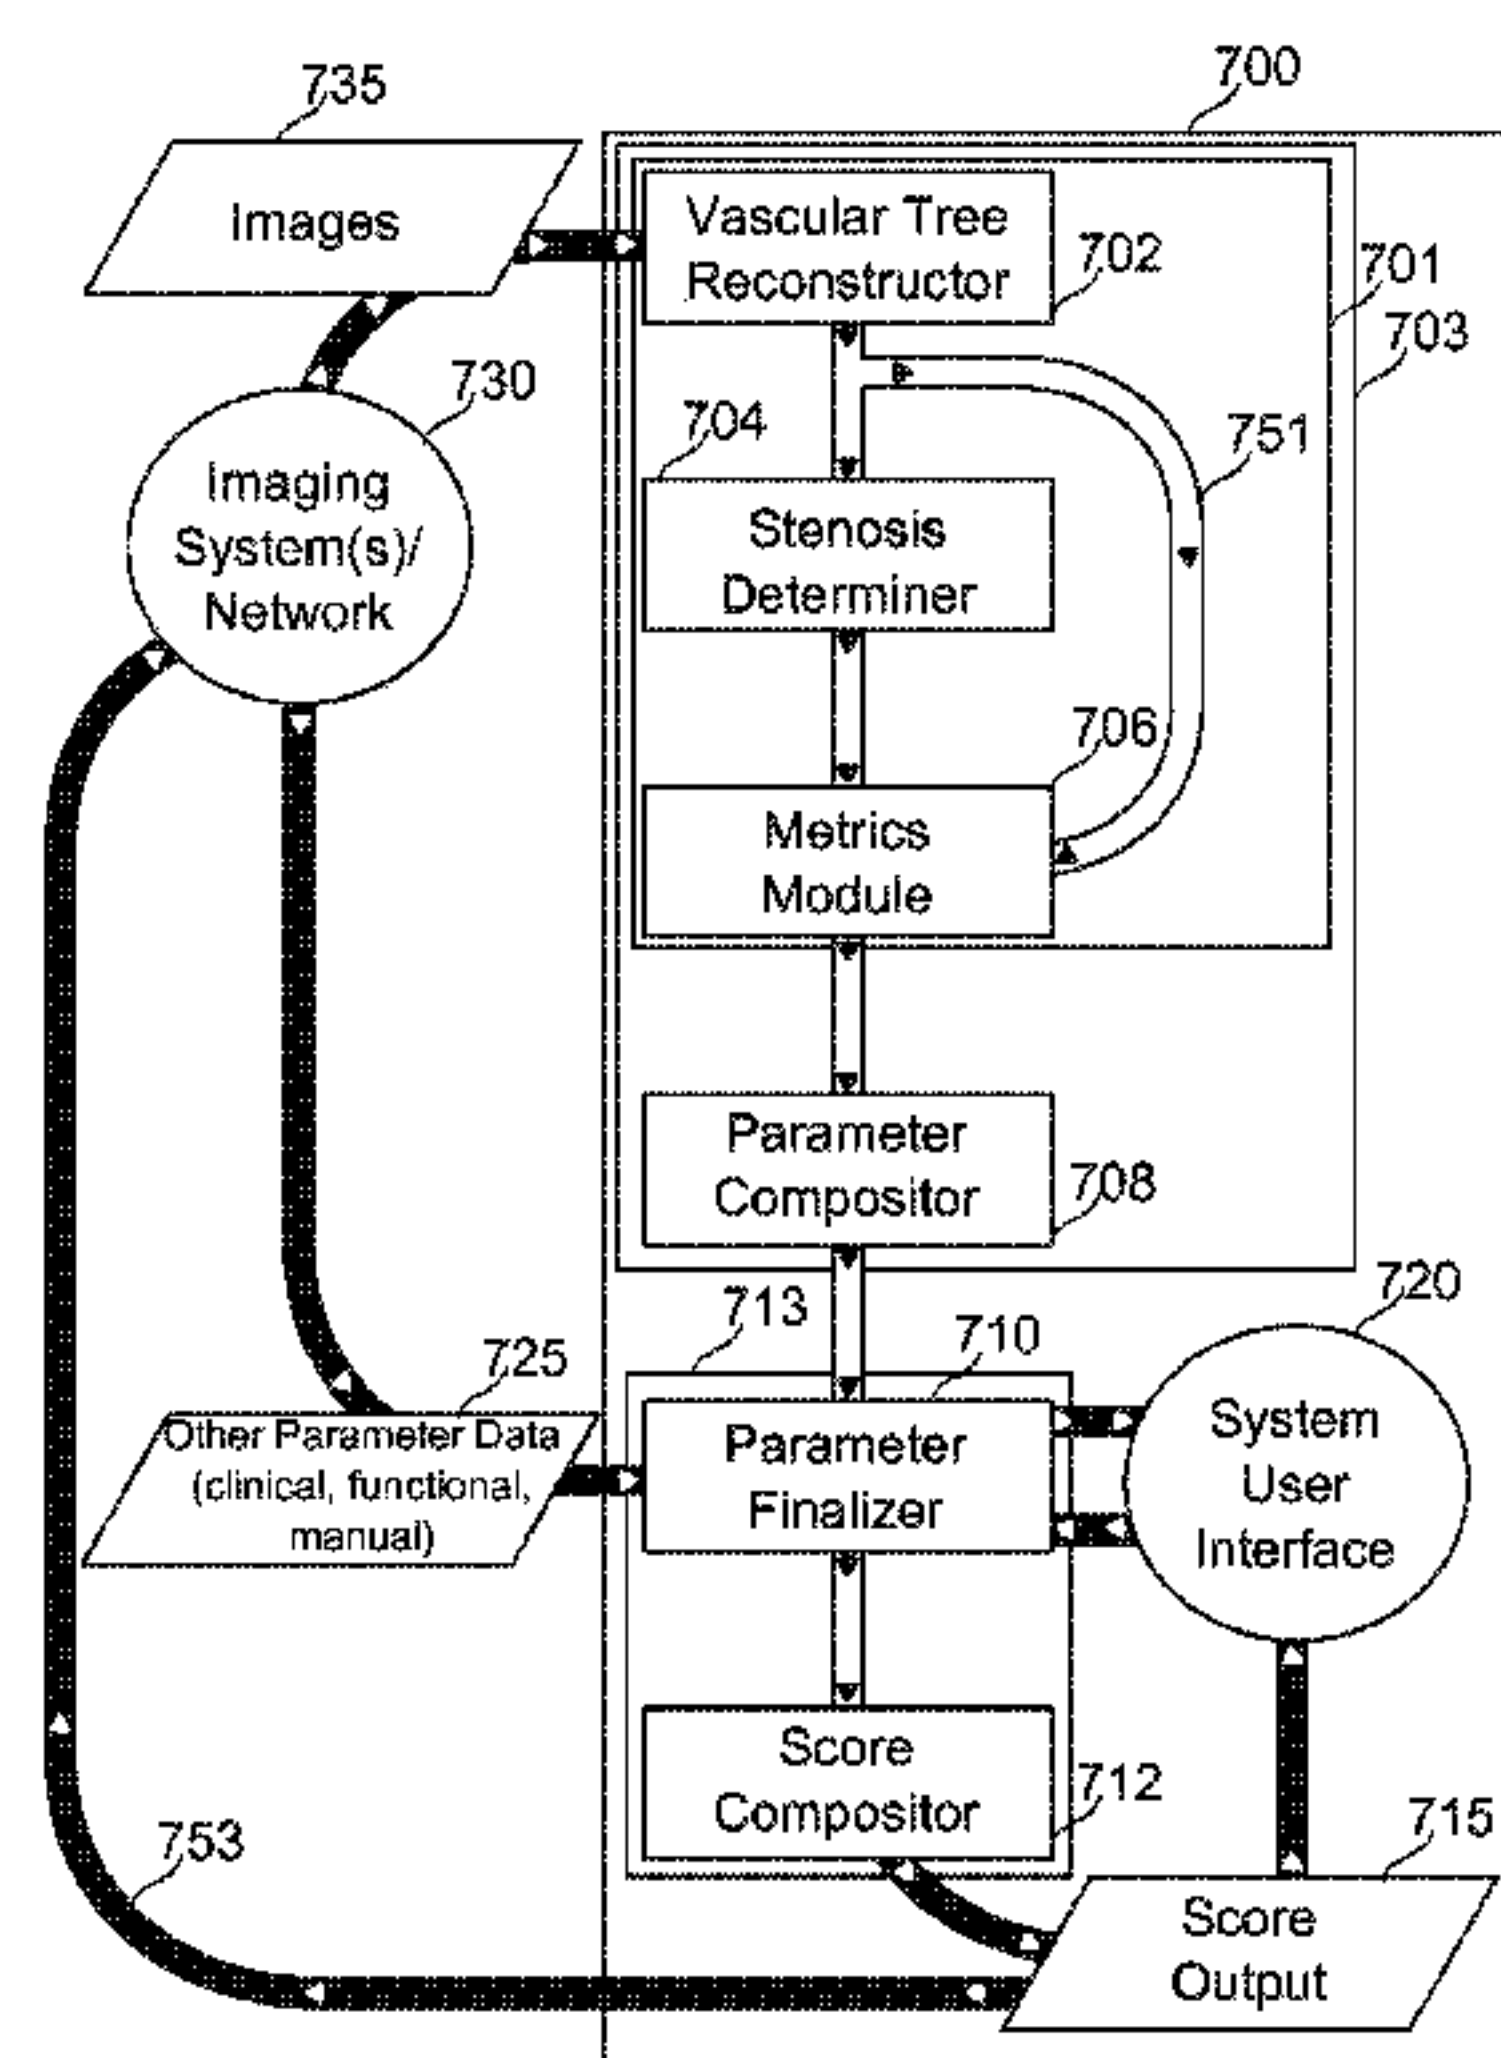 700
735
Images
Vascular Tree
Reconstructor
702
701
703
730
Imaging
System(s)/
Network
704
751
Stenosis
Determiner
706
Metrics
Module
Parameter
Compositor
708
713
710
720
725
Other Parameter Data
(clinical, functional,
manual)
Parameter
Finalizer
System
User
Interface
Score
Compositor
712
715
753
Score
Output